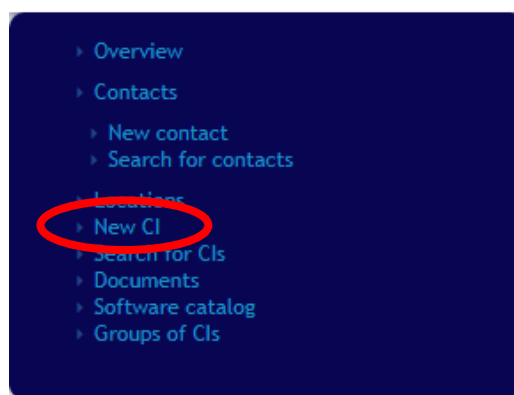 Overview
Contacts
New contact
Search for contacts
Locations
New CI
Search for CIs
Documents
Software catalog
Groups of CIs